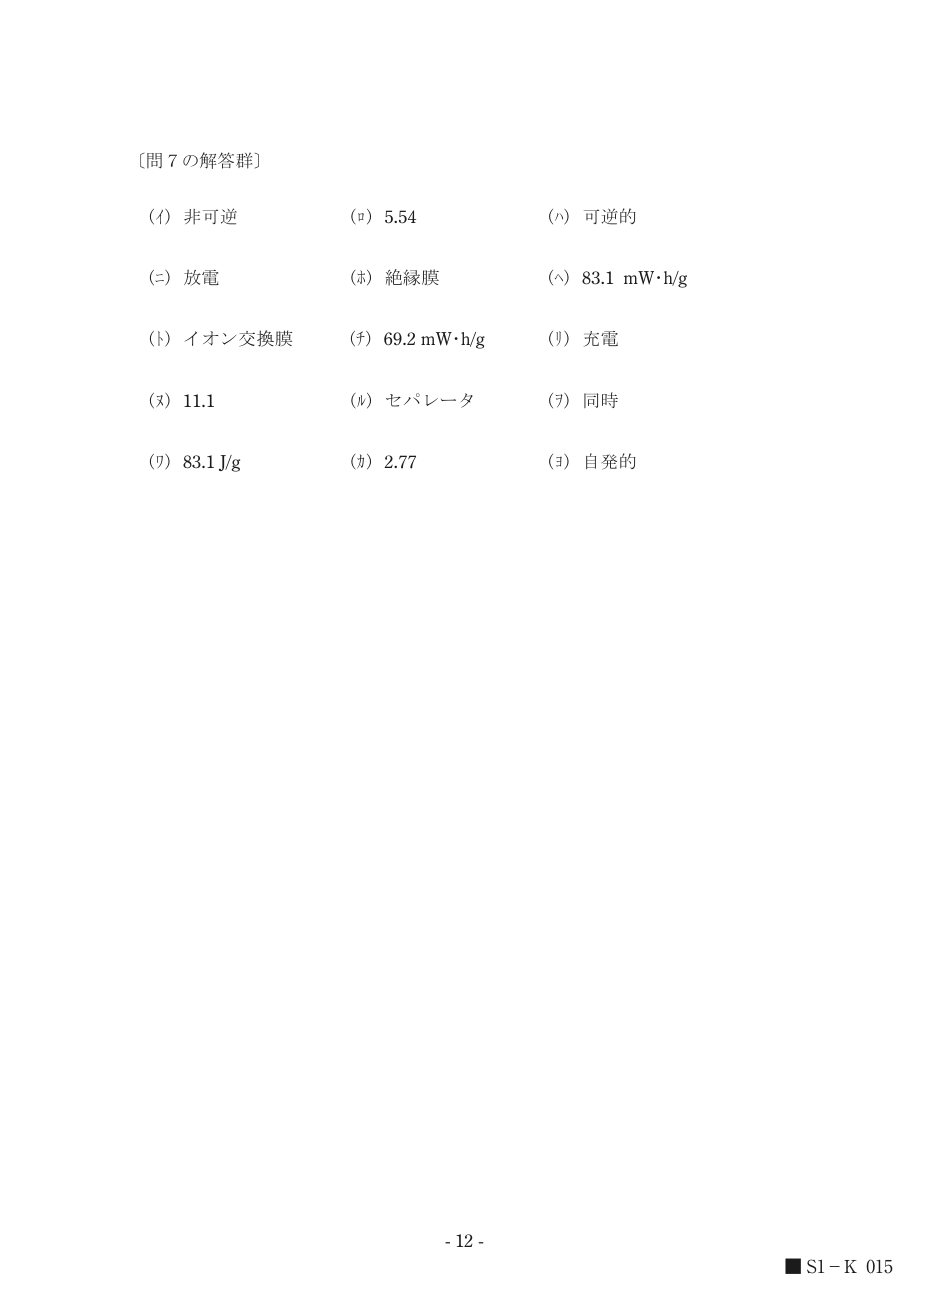 〔問 7 の解答群〕
(ｲ) 非可逆 (ﾛ) 5.54 (ﾊ) 可逆的
(ﾆ) 放電 (ﾎ) 絶縁膜 (ﾍ) 83.1 mW･h/g
(ﾄ) イオン交換膜 (ﾁ) 69.2 mW･h/g (ﾘ) 充電
(ﾇ) 11.1 (ﾙ) セパレータ (ｦ) 同時
(ﾜ) 83.1 J/g (ｶ) 2.77 (ﾖ) 自発的
- 12 -
■ S1－K 015